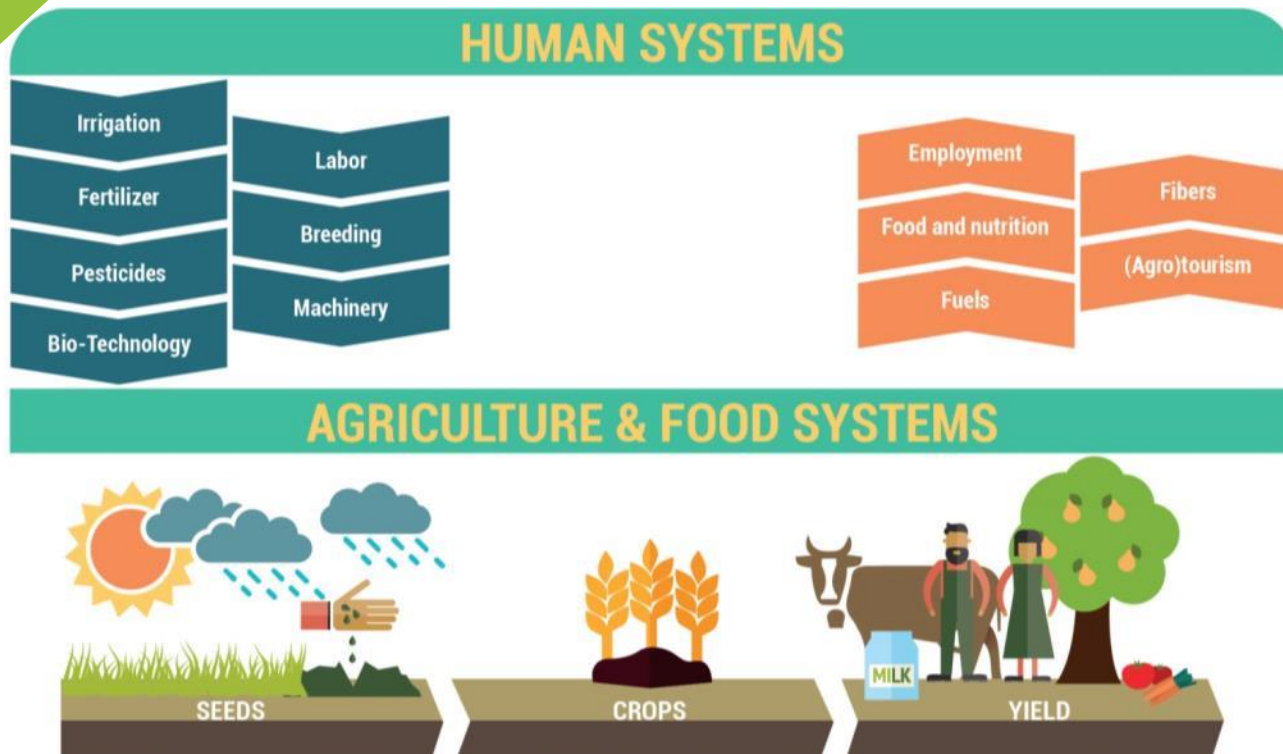 HUMAN SYSTEMS
Irrigation
Fertilizer
Pesticides
Bio-Technology
Labor
Breeding
Machinery
Employment
Food and nutrition
Fuels
Fibers
(Agro)tourism
AGRICULTURE & FOOD SYSTEMS
MILK
SEEDS
CROPS
YIELD